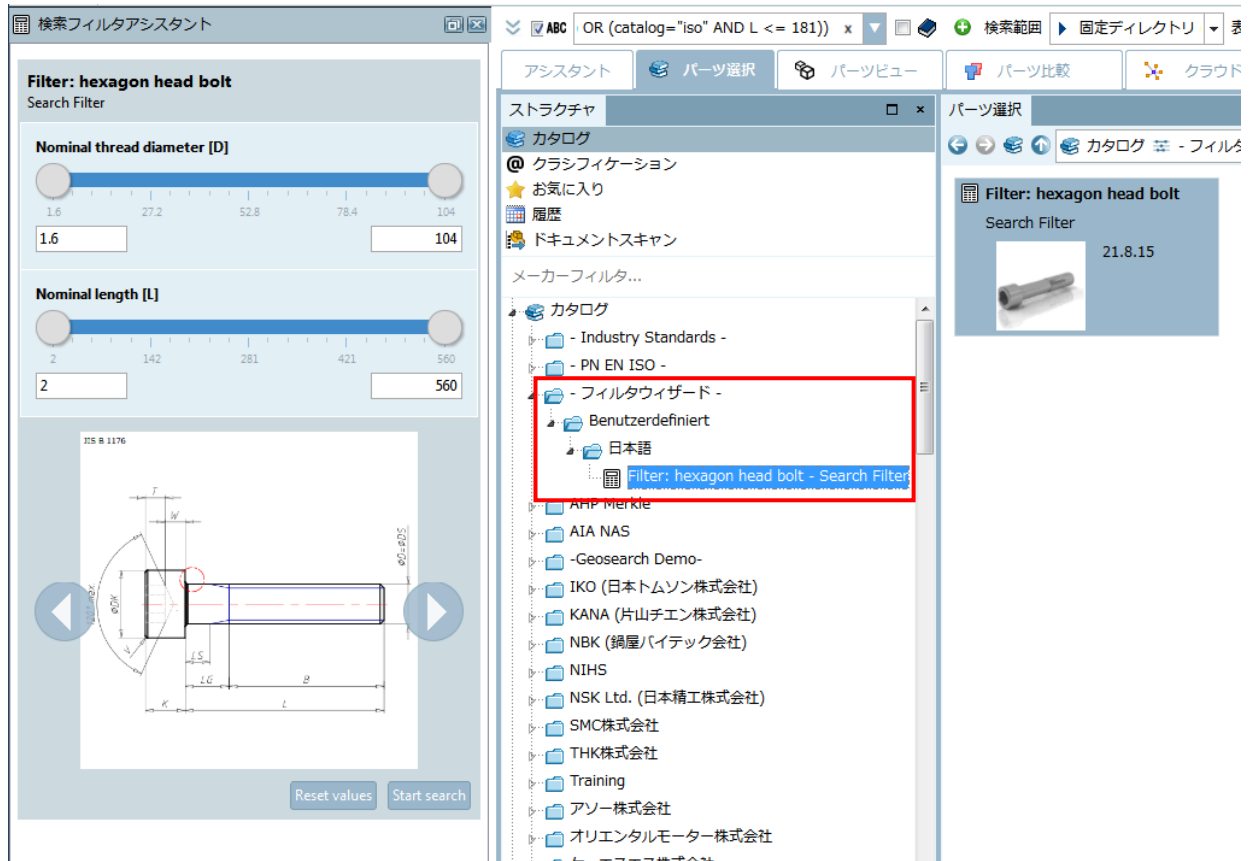 検索フィルタアシスタント
Filter: hexagon head bolt
Search Filter
Nominal thread diameter [D]
1.6 27.2 52.8 78.4 104
1.6 104
Nominal length [L]
2 142 281 421 560
2 560
JIS B 1176
T
W
øDK
V
LS
LG
B
K
L
øD=øDS
Reset values Start search
ABC OR (catalog="iso" AND L <= 181)) x 検索範囲 固定ディレクトリ 表
アシスタント パーツ選択 パーツビュー パーツ比較 クラウド
ストラクチャ
カタログ
クラシフィケーション
お気に入り
履歴
ドキュメントスキャン
メーカーフィルタ...
カタログ
- Industry Standards -
- PN EN ISO -
- フィルタウィザード -
Benutzerdefiniert
日本語
Filter: hexagon head bolt - Search Filter
AHP Merkle
AIA NAS
-Geosearch Demo-
IKO (日本トムソン株式会社)
KANA (片山チエン株式会社)
NBK (鍋屋バイテック会社)
NIHS
NSK Ltd. (日本精工株式会社)
SMC株式会社
THK株式会社
Training
アソー株式会社
オリエンタルモーター株式会社
パーツ選択
カタログ - フィルタ
Filter: hexagon head bolt
Search Filter
21.8.15